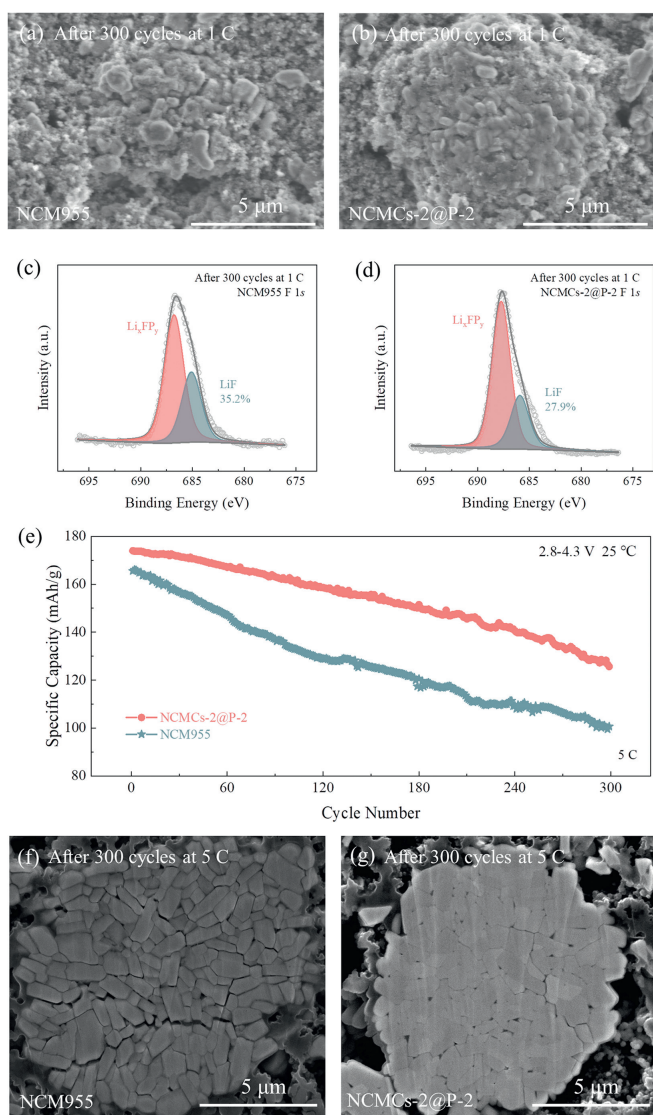 (a) After 300 cycles at 1 C
NCM955
5 μm
(b) After 300 cycles at 1 C
NCMCs-2@P-2
5 μm
(c)
After 300 cycles at 1 C
NCM955 F 1s
LiₓFPᵧ
LiF
35.2%
Intensity (a.u.)
695 690 685 680 675
Binding Energy (eV)
(d)
After 300 cycles at 1 C
NCMCs-2@P-2 F 1s
LiₓFPᵧ
LiF
27.9%
Intensity (a.u.)
695 690 685 680 675
Binding Energy (eV)
(e)
2.8-4.3 V 25 °C
Specific Capacity (mAh/g)
180
160
140
120
100
80
NCMCs-2@P-2
NCM955
5 C
0 60 120 180 240 300
Cycle Number
(f) After 300 cycles at 5 C
NCM955
5 μm
(g) After 300 cycles at 5 C
NCMCs-2@P-2
5 μm